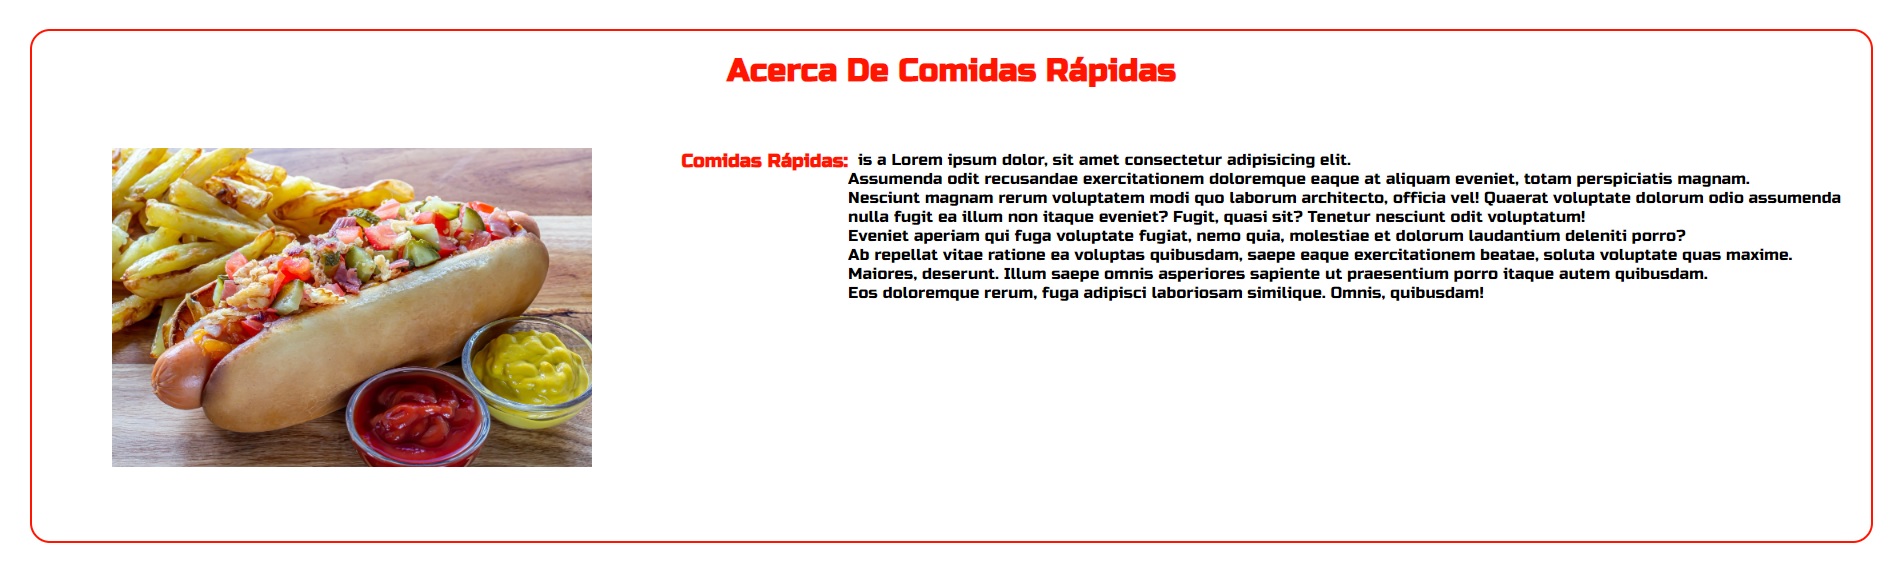 Acerca De Comidas Rápidas
Comidas Rápidas: is a Lorem ipsum dolor, sit amet consectetur adipisicing elit.
Assumenda odit recusandae exercitationem doloremque eaque at aliquam eveniet, totam perspiciatis magnam.
Nesciunt magnam rerum voluptatem modi quo laborum architecto, officia vel! Quaerat voluptate dolorum odio assumenda
nulla fugit ea illum non itaque eveniet? Fugit, quasi sit? Tenetur nesciunt odit voluptatum!
Eveniet aperiam qui fuga voluptate fugiat, nemo quia, molestiae et dolorum laudantium deleniti porro?
Ab repellat vitae ratione ea voluptas quibusdam, saepe eaque exercitationem beatae, soluta voluptate quas maxime.
Maiores, deserunt. Illum saepe omnis asperiores sapiente ut praesentium porro itaque autem quibusdam.
Eos doloremque rerum, fuga adipisci laboriosam similique. Omnis, quibusdam!